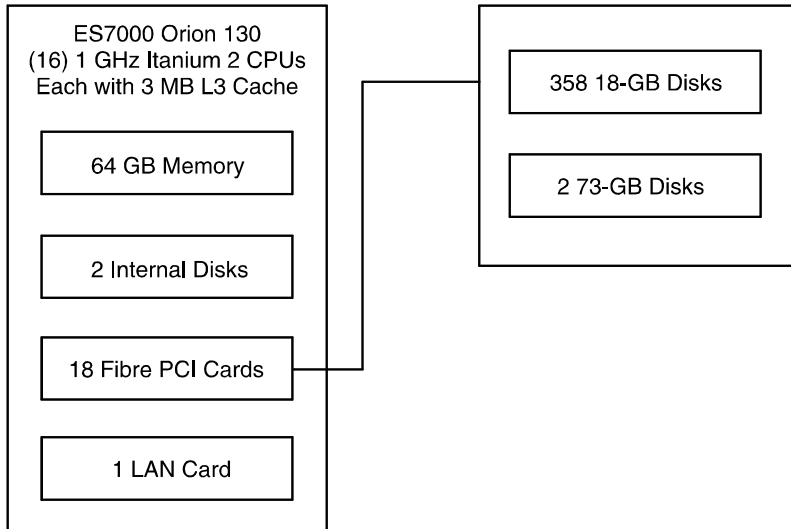 ES7000 Orion 130
(16) 1 GHz Itanium 2 CPUs
Each with 3 MB L3 Cache
64 GB Memory
2 Internal Disks
18 Fibre PCI Cards
1 LAN Card
358 18-GB Disks
2 73-GB Disks